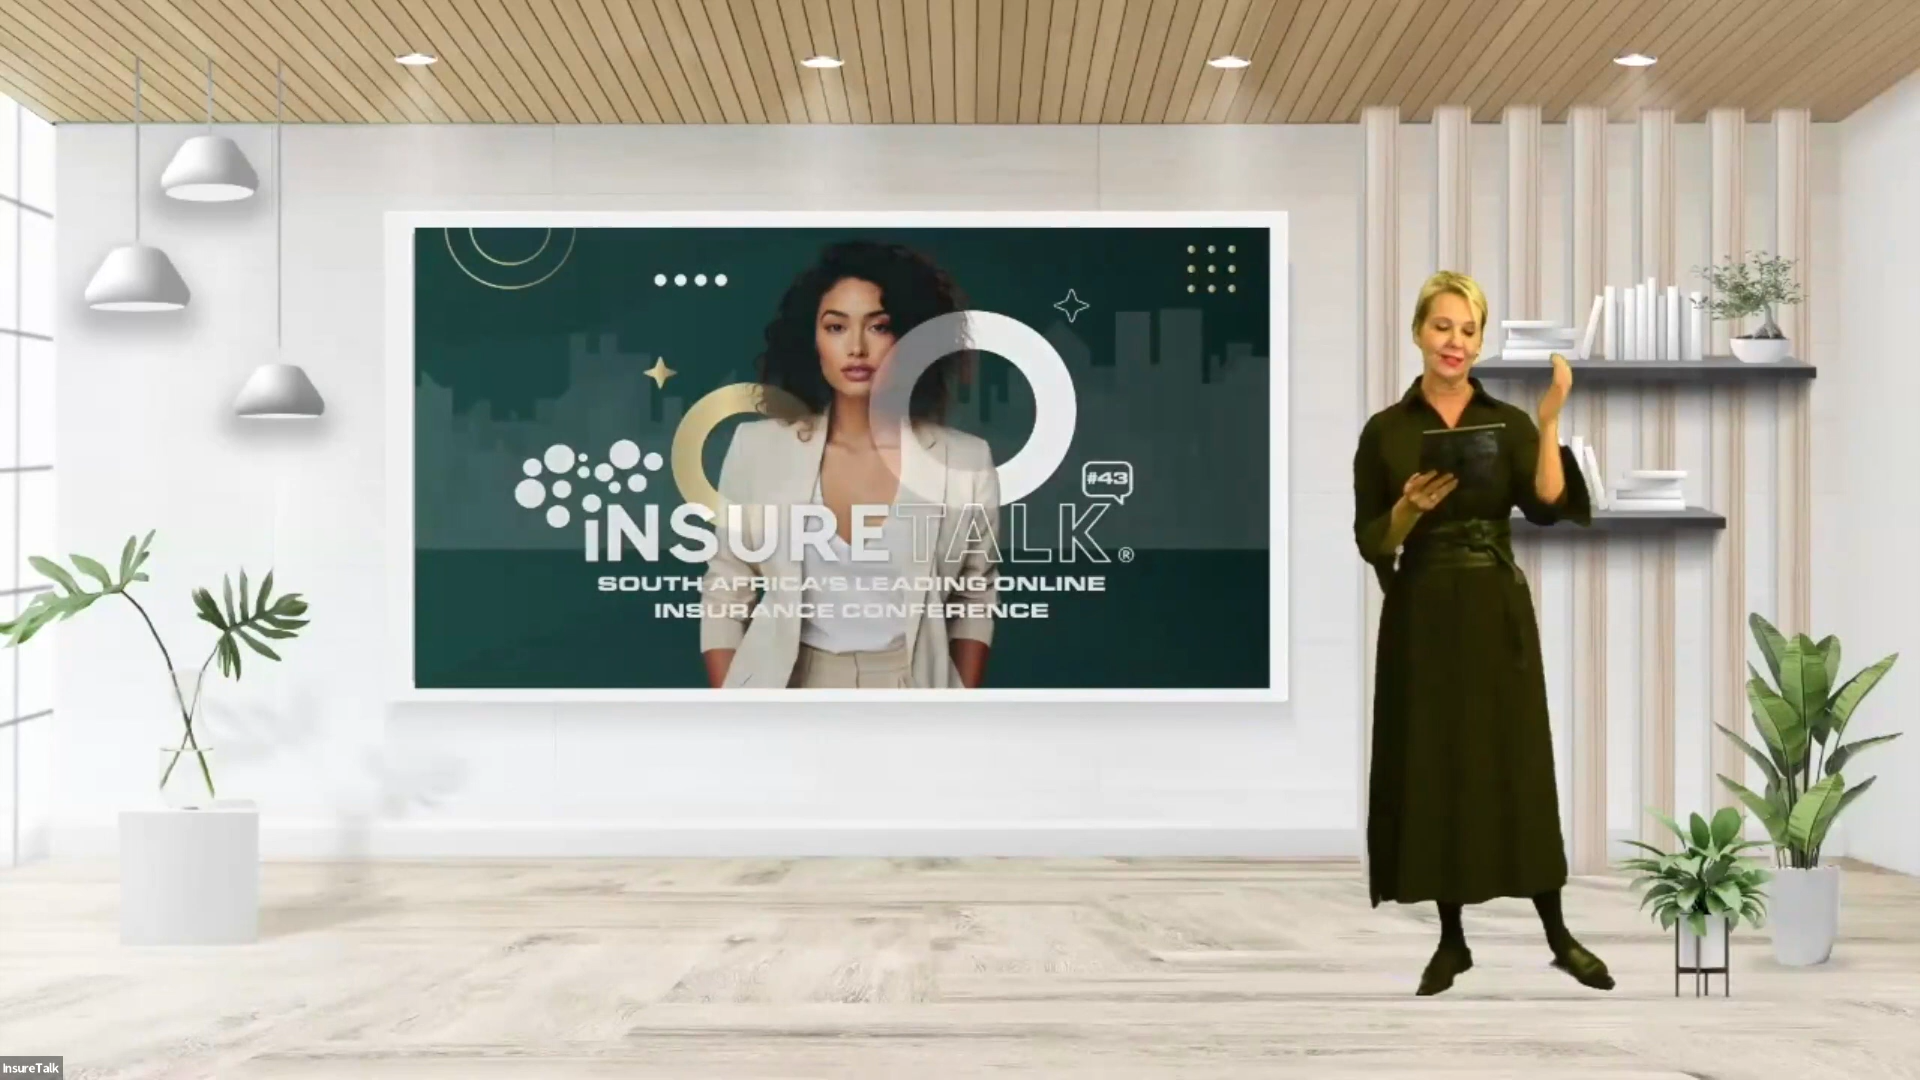 #43
iNSURETALK®
SOUTH AFRICA'S LEADING ONLINE
INSURANCE CONFERENCE
InsureTalk